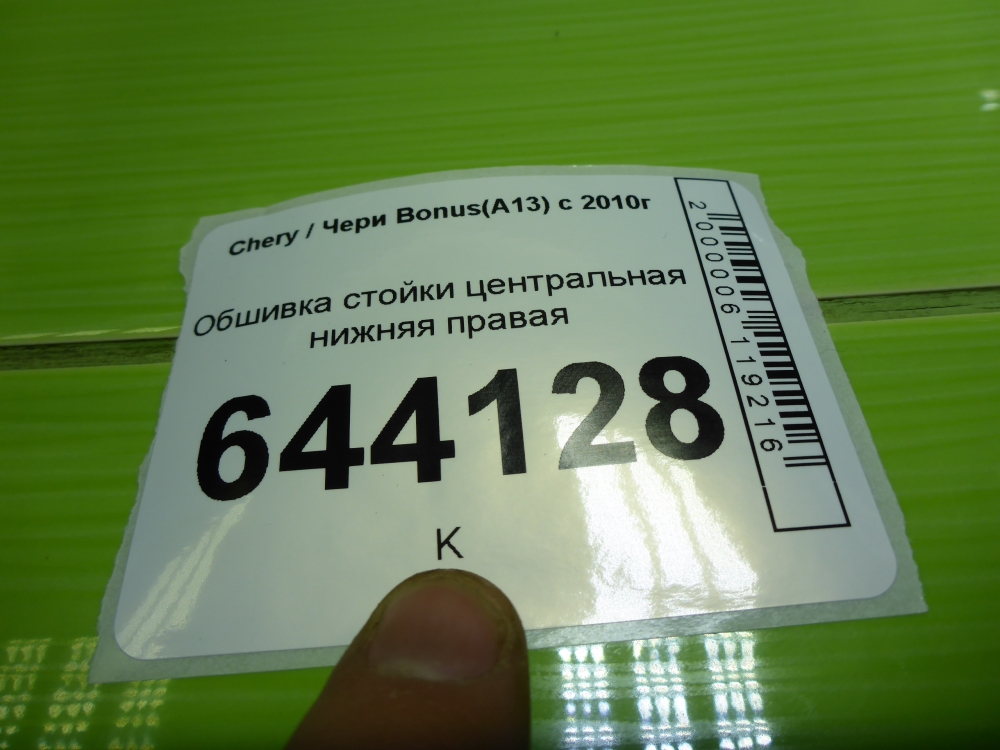 Chery / Чери Bonus(A13) с 2010г
Обшивка стойки центральная
нижняя правая
644128
К
2000006119216